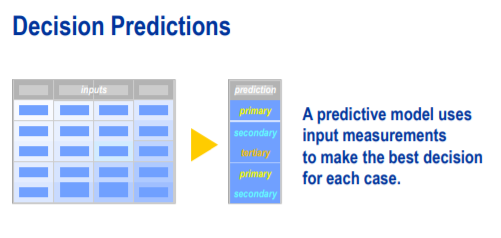 Decision Predictions
inputs
prediction
primary
secondary
tertiary
primary
secondary
A predictive model uses
input measurements
to make the best decision
for each case.